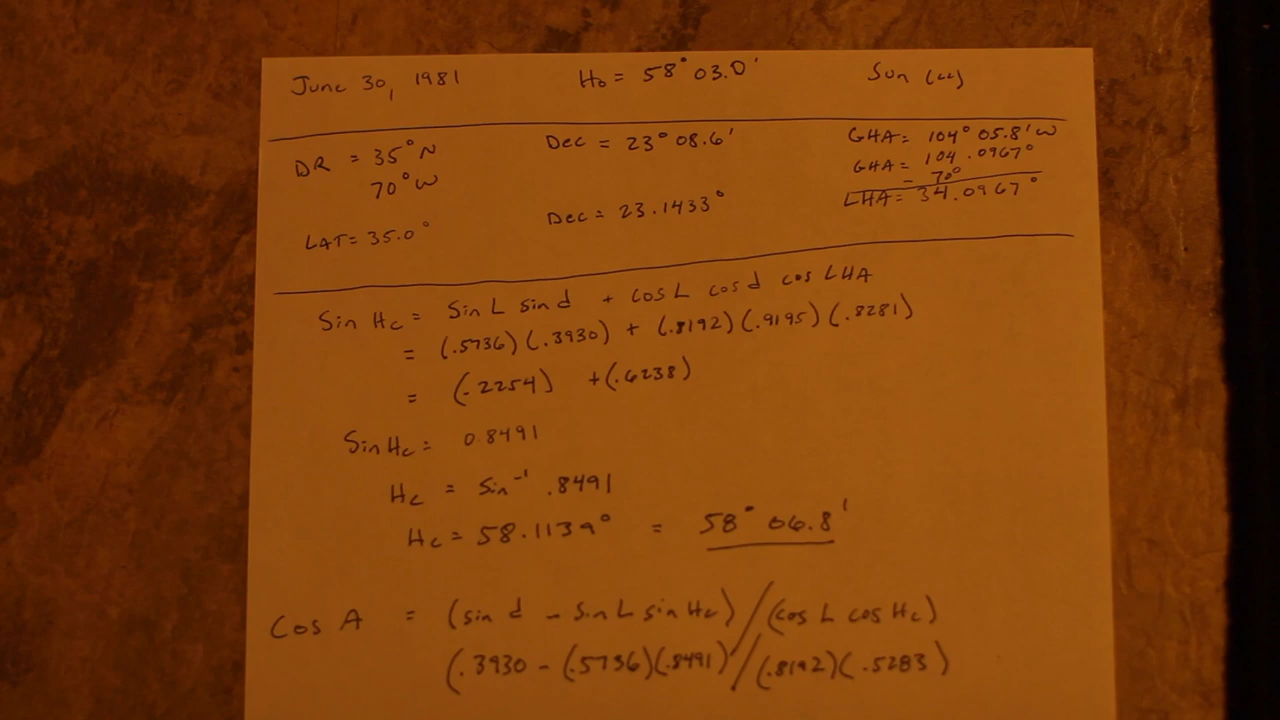 June 30, 1981 Ho = 58° 03.0' Sun (LL)
DR = 35° N Dec = 23° 08.6' GHA = 104° 05.8' W
70° W GHA = 104.0967°
- 70°
LAT = 35.0° Dec = 23.1433° LHA = 34.0967°
Sin Hc = Sin L Sin d + cos L cos d cos LHA
= (.5736)(.3930) + (.8192)(.9195)(.8281)
= (.2254) + (.6238)
Sin Hc = 0.8491
Hc = Sin⁻¹ .8491
Hc = 58.1139° = 58° 06.8'
Cos A = (sin d - Sin L sin Hc) / (cos L cos Hc)
(.3930 - (.5736)(.8491) / (.8192)(.5283)